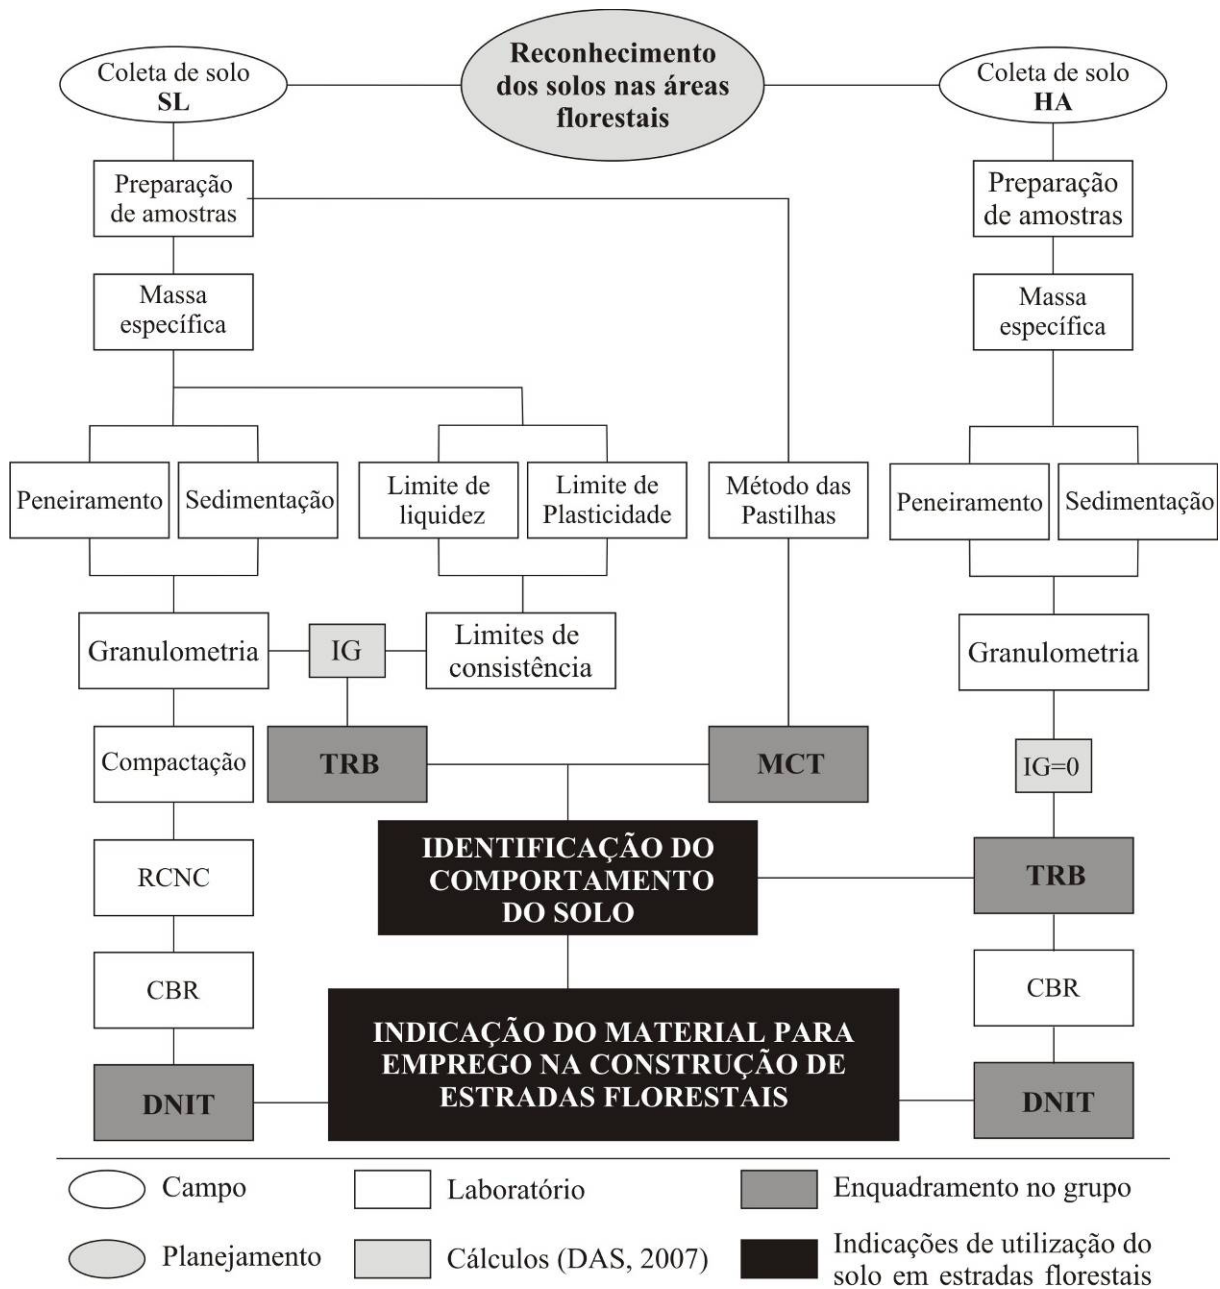 Reconhecimento
dos solos nas áreas
florestais
Coleta de solo
SL
Coleta de solo
HA
Preparação
de amostras
Preparação
de amostras
Massa
específica
Massa
específica
Peneiramento
Sedimentação
Limite de
liquidez
Limite de
Plasticidade
Método das
Pastilhas
Peneiramento
Sedimentação
Granulometria
IG
Limites de
consistência
Granulometria
Compactação
TRB
MCT
IG=0
RCNC
IDENTIFICAÇÃO DO
COMPORTAMENTO
DO SOLO
TRB
CBR
CBR
INDICAÇÃO DO MATERIAL PARA
EMPREGO NA CONSTRUÇÃO DE
ESTRADAS FLORESTAIS
DNIT
DNIT
Campo
Laboratório
Enquadramento no grupo
Planejamento
Cálculos (DAS, 2007)
Indicações de utilização do
solo em estradas florestais